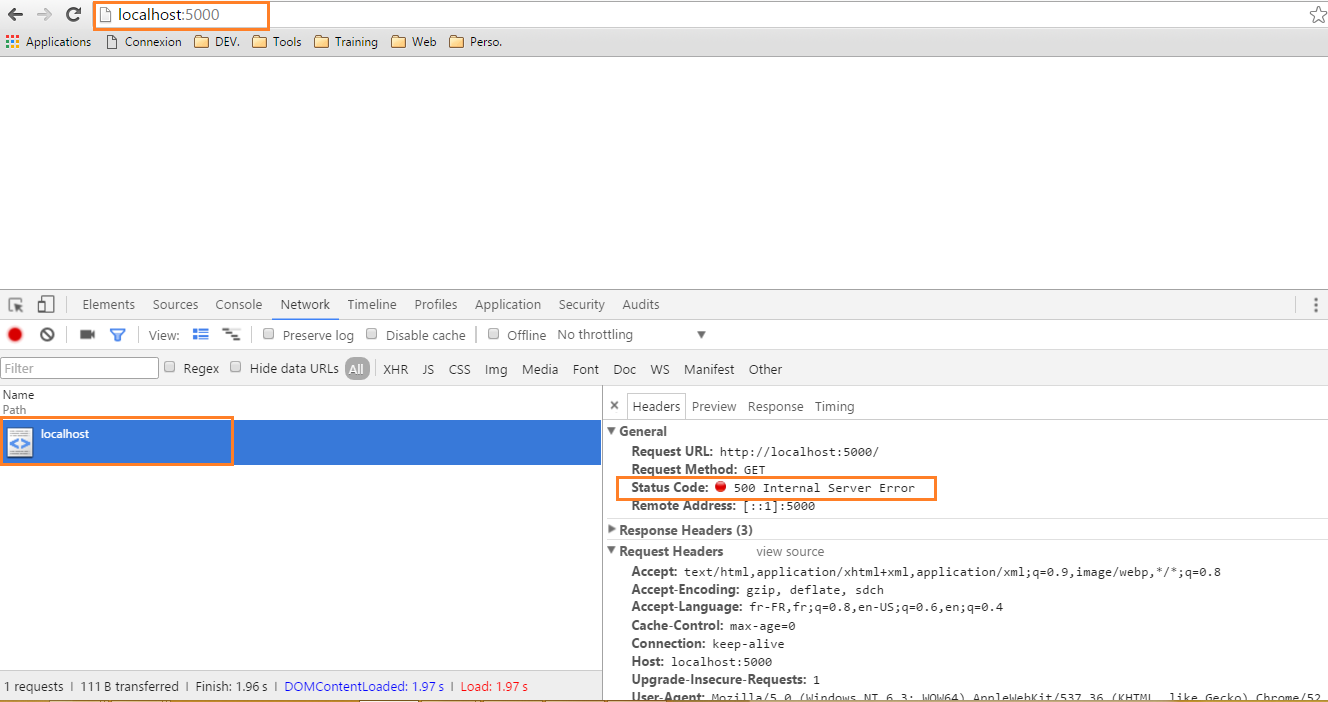 localhost:5000
Applications Connexion DEV. Tools Training Web Perso.
Elements Sources Console Network Timeline Profiles Application Security Audits
View: Preserve log Disable cache Offline No throttling
Filter Regex Hide data URLs All XHR JS CSS Img Media Font Doc WS Manifest Other
Name
Path
localhost
1 requests | 111 B transferred | Finish: 1.96 s | DOMContentLoaded: 1.97 s | Load: 1.97 s
× Headers Preview Response Timing
General
Request URL: http://localhost:5000/
Request Method: GET
Status Code: 500 Internal Server Error
Remote Address: [::1]:5000
Response Headers (3)
Request Headers view source
Accept: text/html,application/xhtml+xml,application/xml;q=0.9,image/webp,*/*;q=0.8
Accept-Encoding: gzip, deflate, sdch
Accept-Language: fr-FR,fr;q=0.8,en-US;q=0.6,en;q=0.4
Cache-Control: max-age=0
Connection: keep-alive
Host: localhost:5000
Upgrade-Insecure-Requests: 1
User-Agent: Mozilla/5.0 (Windows NT 6.3; WOW64) AppleWebKit/537.36 (KHTML, like Gecko) Chrome/52